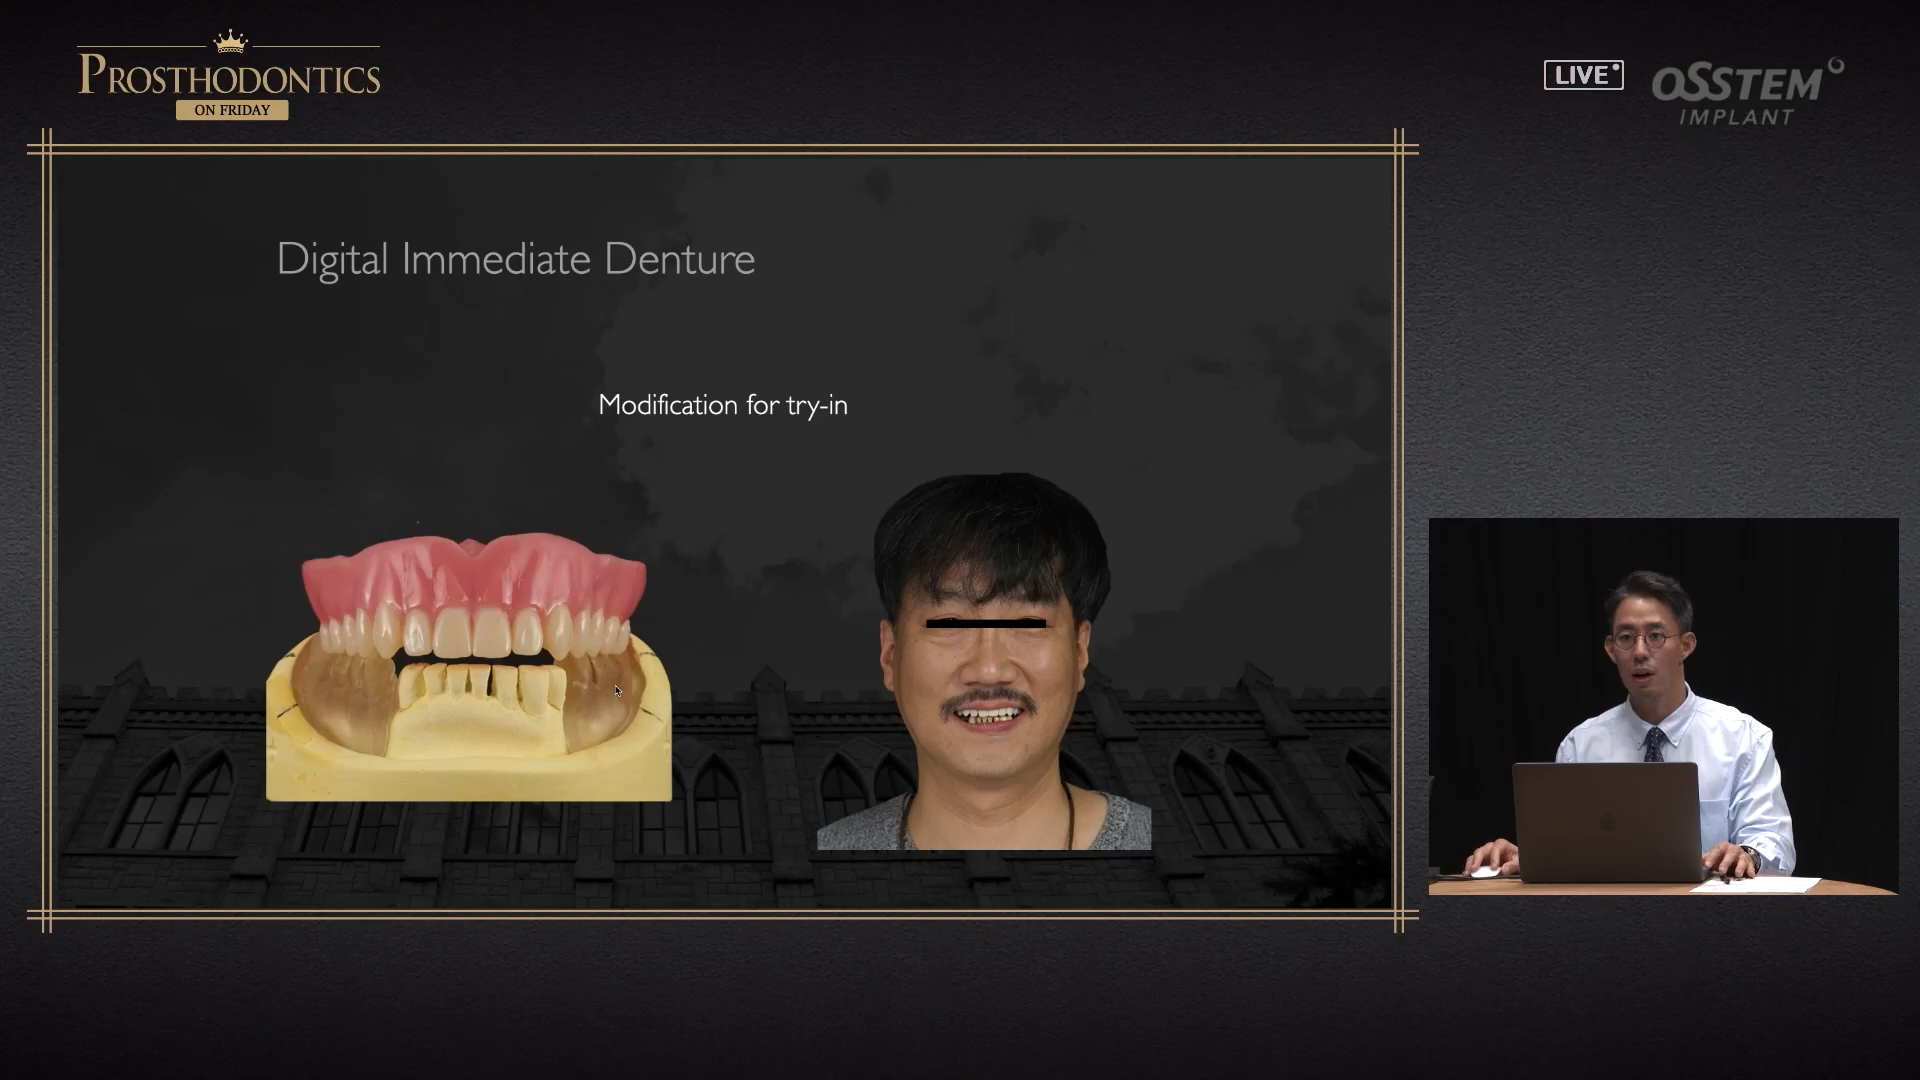 PROSTHODONTICS
ON FRIDAY
LIVE
OSSTEM
IMPLANT
Digital Immediate Denture
Modification for try-in